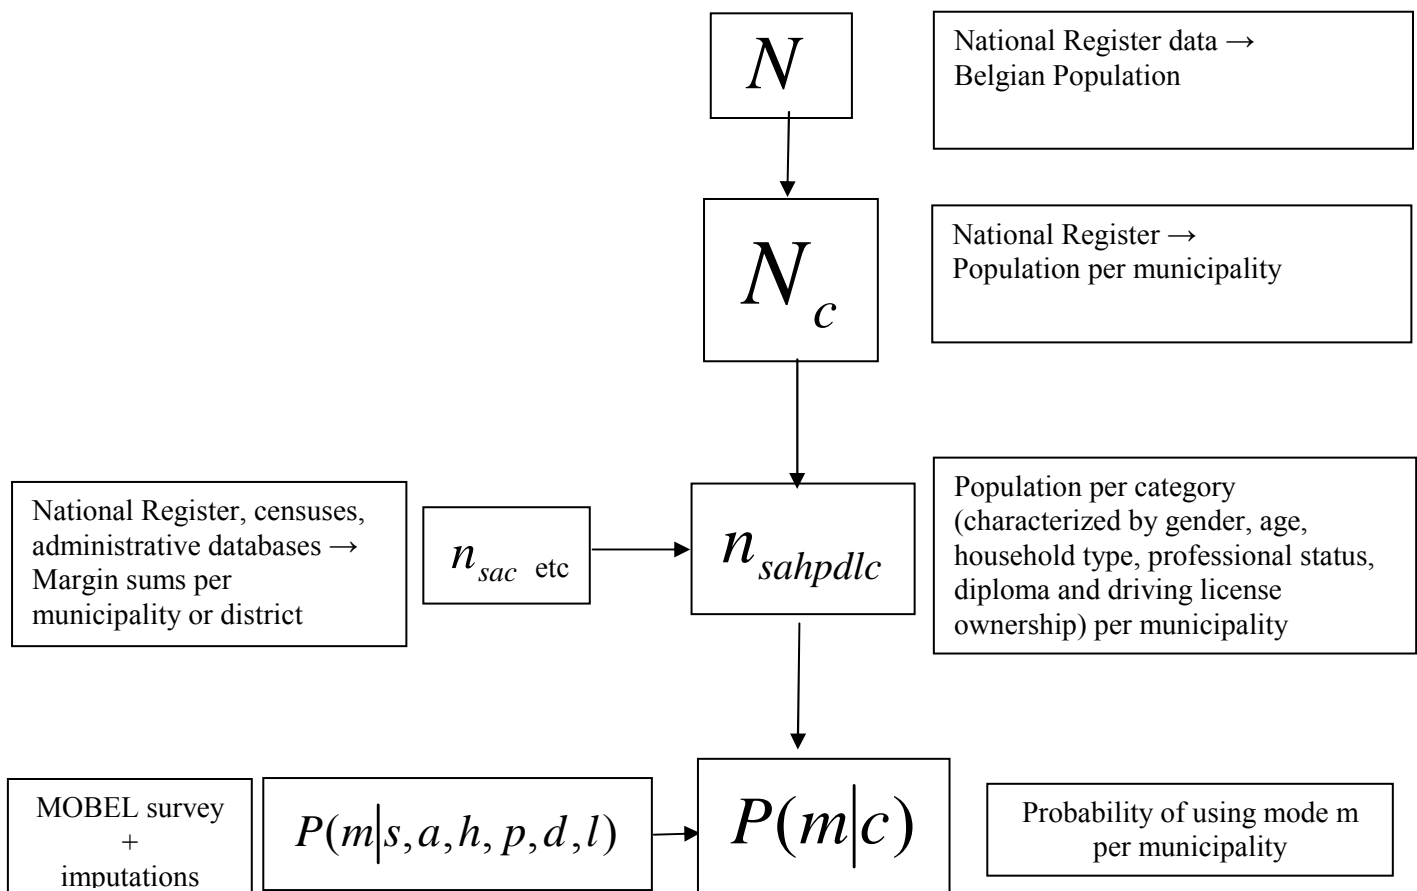 N
National Register data →
Belgian Population
N_c
National Register →
Population per municipality
National Register, censuses,
administrative databases →
Margin sums per
municipality or district
n_sac etc
n_sahpdlc
Population per category
(characterized by gender, age,
household type, professional status,
diploma and driving license
ownership) per municipality
MOBEL survey
+
imputations
P(m|s,a,h,p,d,l)
P(m|c)
Probability of using mode m
per municipality